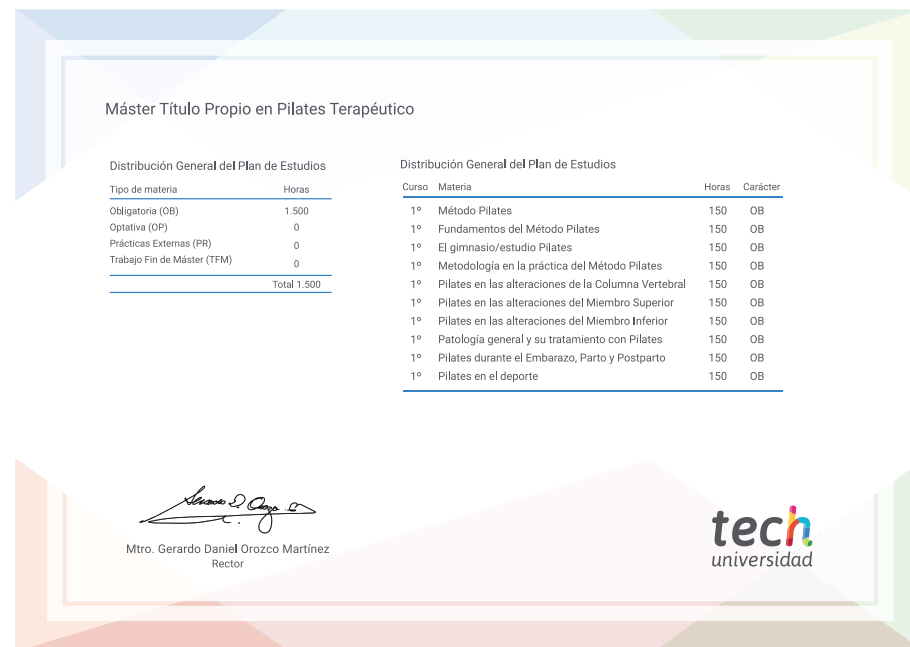 Máster Título Propio en Pilates Terapéutico
Distribución General del Plan de Estudios
Tipo de materia Horas
Obligatoria (OB) 1.500
Optativa (OP) 0
Prácticas Externas (PR) 0
Trabajo Fin de Máster (TFM) 0
Total 1.500
Distribución General del Plan de Estudios
Curso Materia Horas Carácter
1º Método Pilates 150 OB
1º Fundamentos del Método Pilates 150 OB
1º El gimnasio/estudio Pilates 150 OB
1º Metodología en la práctica del Método Pilates 150 OB
1º Pilates en las alteraciones de la Columna Vertebral 150 OB
1º Pilates en las alteraciones del Miembro Superior 150 OB
1º Pilates en las alteraciones del Miembro Inferior 150 OB
1º Patología general y su tratamiento con Pilates 150 OB
1º Pilates durante el Embarazo, Parto y Postparto 150 OB
1º Pilates en el deporte 150 OB
Mtro. Gerardo Daniel Orozco Martínez
Rector
tech
universidad